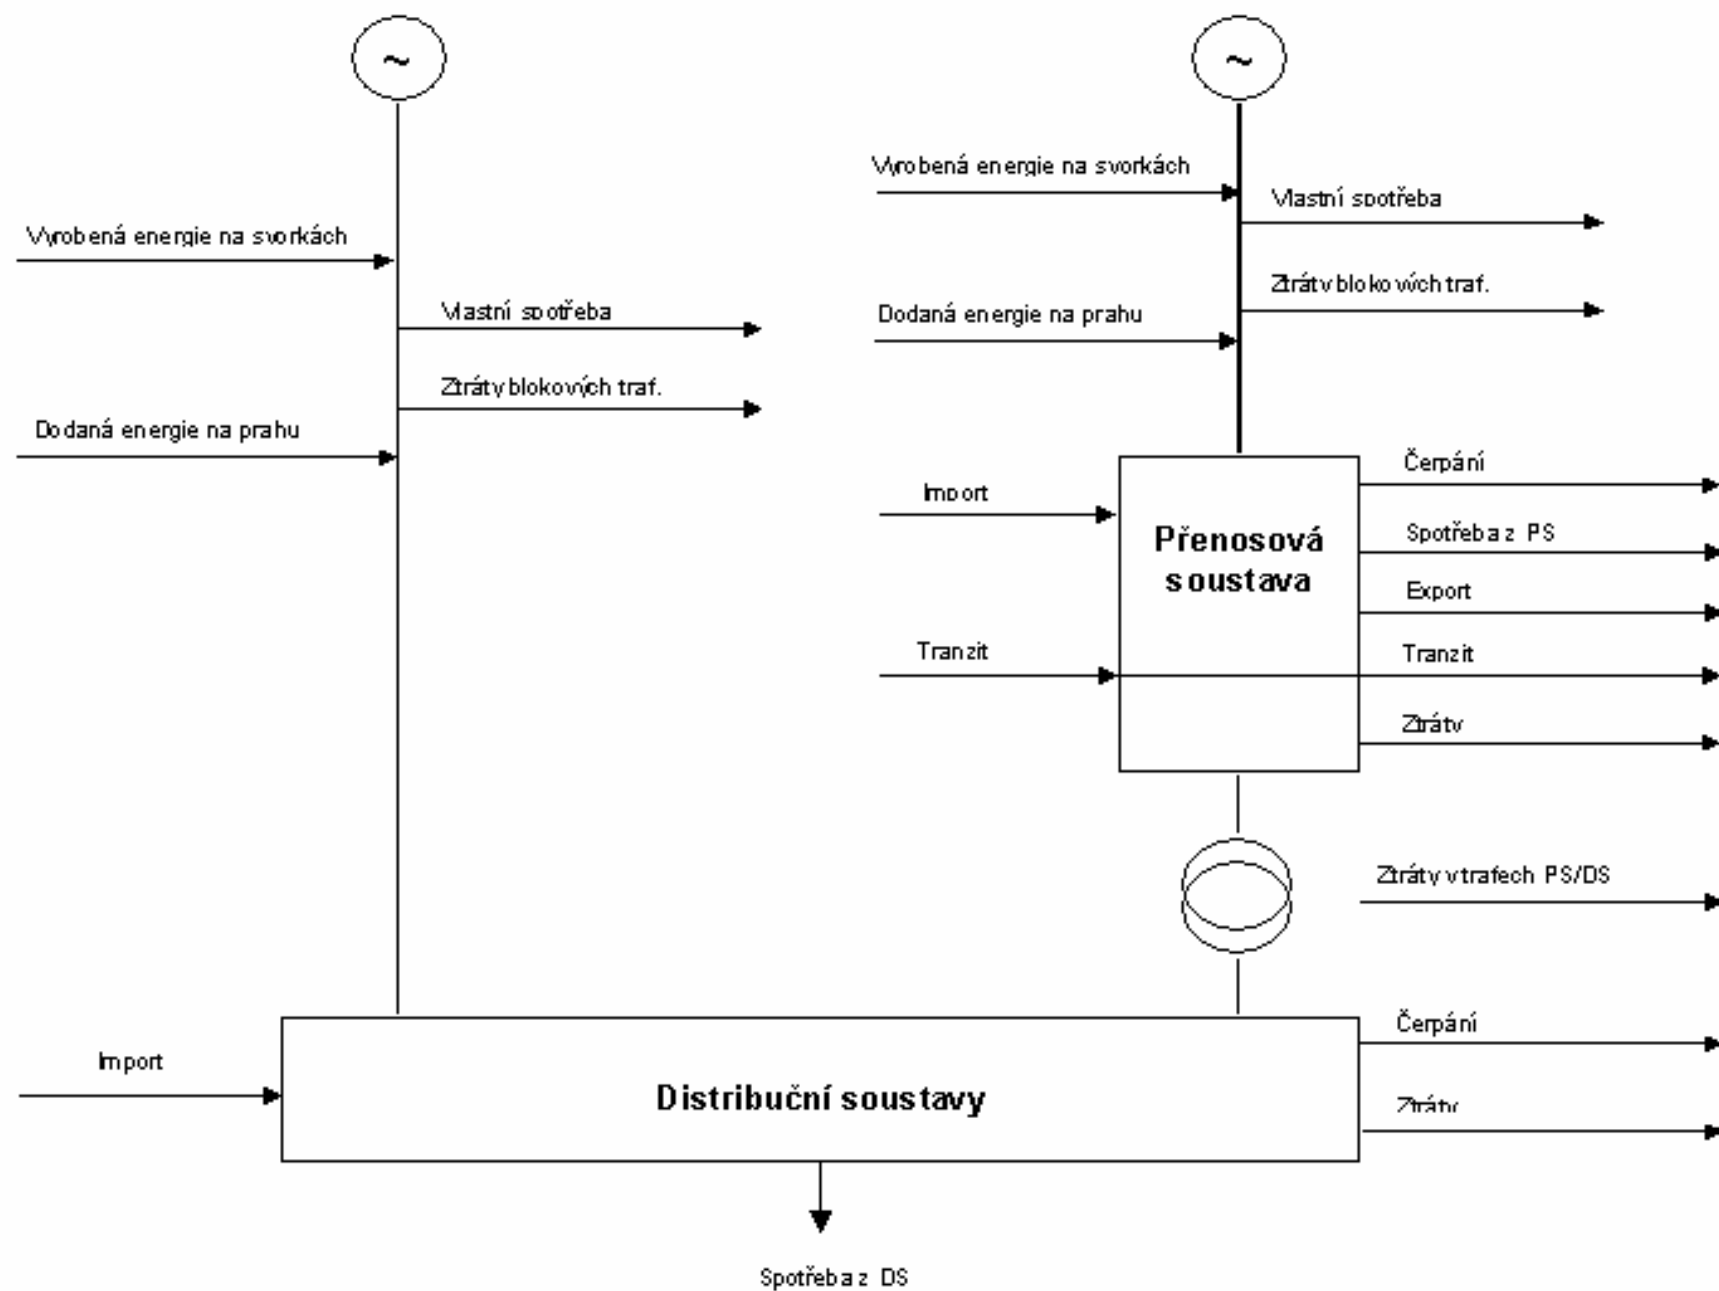 ~
~
Vyrobená energie na svorkách
Vlastní spotřeba
Vyrobená energie na svorkách
Ztráty blokových traf.
Dodaná energie na prahu
Vlastní spotřeba
Ztráty blokových traf.
Dodaná energie na prahu
Čerpání
Import
Přenosová
soustava
Spotřeba z PS
Export
Tranzit
Tranzit
Ztráty
Ztráty v trafech PS/DS
Čerpání
Import
Distribuční soustavy
Ztráty
Spotřeba z DS